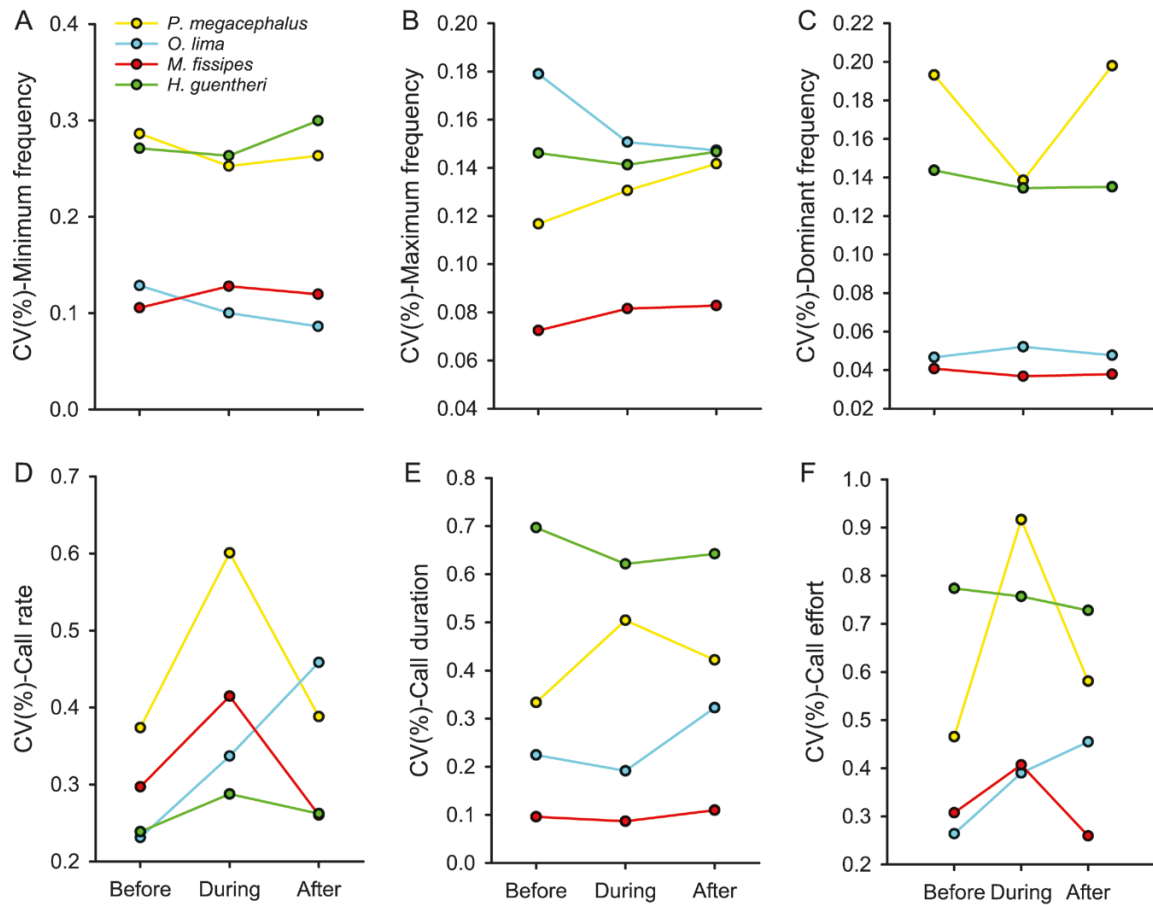 A
CV(%)-Minimum frequency
0.4
0.3
0.2
0.1
0.0
P. megacephalus
O. lima
M. fissipes
H. guentheri
B
CV(%)-Maximum frequency
0.20
0.18
0.16
0.14
0.12
0.10
0.08
0.06
0.04
C
CV(%)-Dominant frequency
0.22
0.20
0.18
0.16
0.14
0.12
0.10
0.08
0.06
0.04
0.02
D
CV(%)-Call rate
0.7
0.6
0.5
0.4
0.3
0.2
Before During After
E
CV(%)-Call duration
0.8
0.7
0.6
0.5
0.4
0.3
0.2
0.1
0.0
Before During After
F
CV(%)-Call effort
1.0
0.9
0.8
0.7
0.6
0.5
0.4
0.3
0.2
Before During After